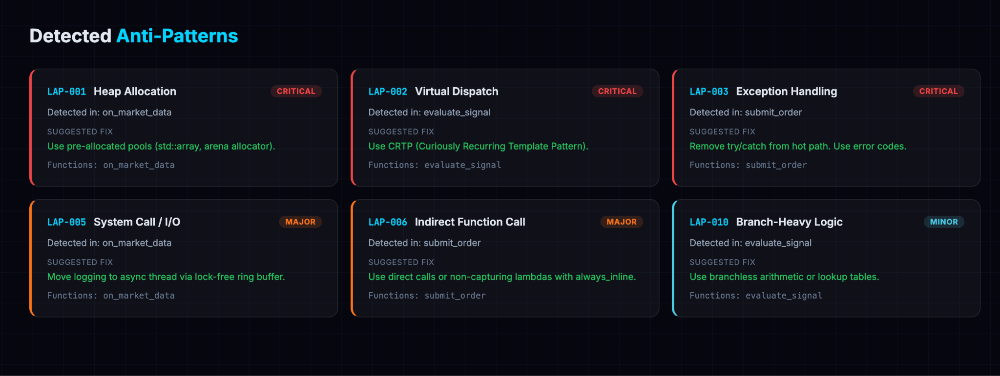 Detected Anti-Patterns
LAP-001 Heap Allocation CRITICAL
Detected in: on_market_data
SUGGESTED FIX
Use pre-allocated pools (std::array, arena allocator).
Functions: on_market_data
LAP-002 Virtual Dispatch CRITICAL
Detected in: evaluate_signal
SUGGESTED FIX
Use CRTP (Curiously Recurring Template Pattern).
Functions: evaluate_signal
LAP-003 Exception Handling CRITICAL
Detected in: submit_order
SUGGESTED FIX
Remove try/catch from hot path. Use error codes.
Functions: submit_order
LAP-005 System Call / I/O MAJOR
Detected in: on_market_data
SUGGESTED FIX
Move logging to async thread via lock-free ring buffer.
Functions: on_market_data
LAP-006 Indirect Function Call MAJOR
Detected in: submit_order
SUGGESTED FIX
Use direct calls or non-capturing lambdas with always_inline.
Functions: submit_order
LAP-010 Branch-Heavy Logic MINOR
Detected in: evaluate_signal
SUGGESTED FIX
Use branchless arithmetic or lookup tables.
Functions: evaluate_signal